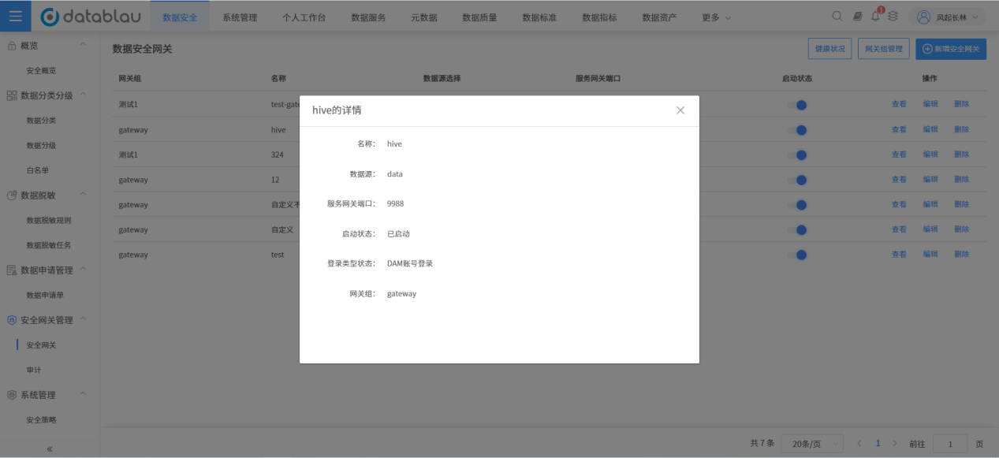 datablau 数据安全 系统管理 个人工作台 数据服务 元数据 数据质量 数据标准 数据指标 数据资产 更多 1 风起长林
概览
安全概览
数据分类分级
数据分类
数据分级
白名单
数据脱敏
数据脱敏规则
数据脱敏任务
数据申请管理
数据申请单
安全网关管理
安全网关
审计
系统管理
安全策略
数据安全网关 健康状况 网关组管理 新增安全网关
网关组 名称 数据源选择 服务网关端口 启动状态 操作
测试1 test-gate 查看 编辑 删除
gateway hive 查看 编辑 删除
测试1 324 查看 编辑 删除
gateway 12 查看 编辑 删除
gateway 自定义不 查看 编辑 删除
gateway 自定义 查看 编辑 删除
gateway test 查看 编辑 删除
hive的详情
名称: hive
数据源: data
服务网关端口: 9988
启动状态: 已启动
登录类型状态: DAM账号登录
网关组: gateway
共 7 条 20条/页 1 前往 1 页